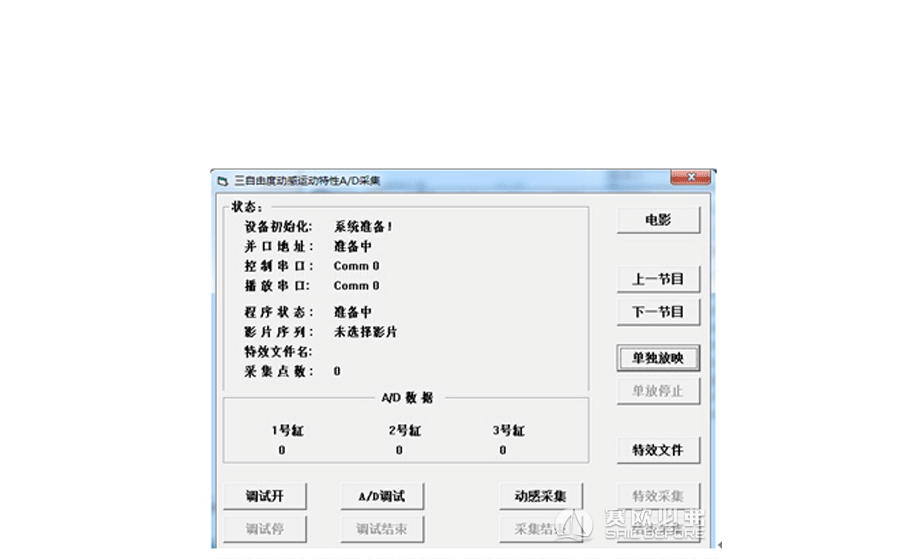 三自由度动感运动特性A/D采集
状态：
设备初始化： 系统准备！
并口地址： 准备中
控制串口： Comm 0
播放串口： Comm 0
程序状态： 准备中
影片序列： 未选择影片
特效文件名：
采集点数： 0
A/D 数据
1号缸 2号缸 3号缸
0 0 0
电影
上一节目
下一节目
单独放映
单放停止
特效文件
调试开 A/D调试 动感采集 特效采集
调试停 调试结束 采集结
赛欧以典